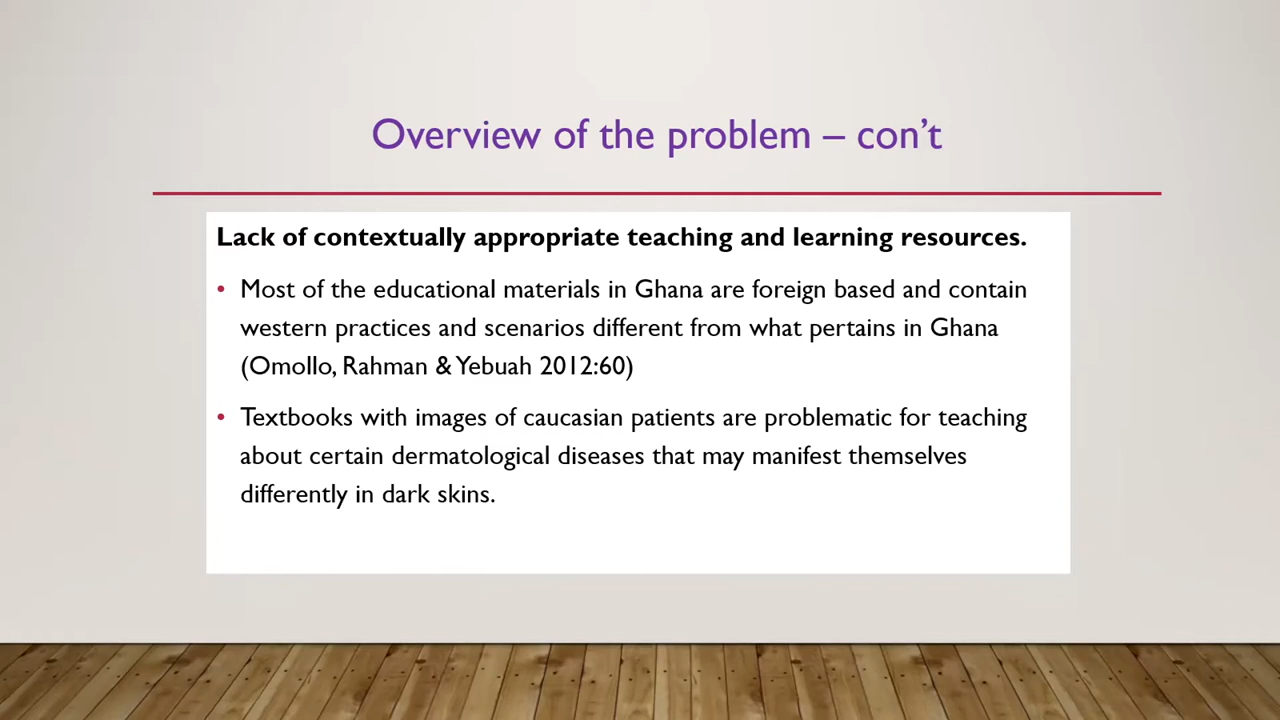 Overview of the problem – con’t
Lack of contextually appropriate teaching and learning resources.
• Most of the educational materials in Ghana are foreign based and contain
western practices and scenarios different from what pertains in Ghana
(Omollo, Rahman & Yebuah 2012:60)
• Textbooks with images of caucasian patients are problematic for teaching
about certain dermatological diseases that may manifest themselves
differently in dark skins.